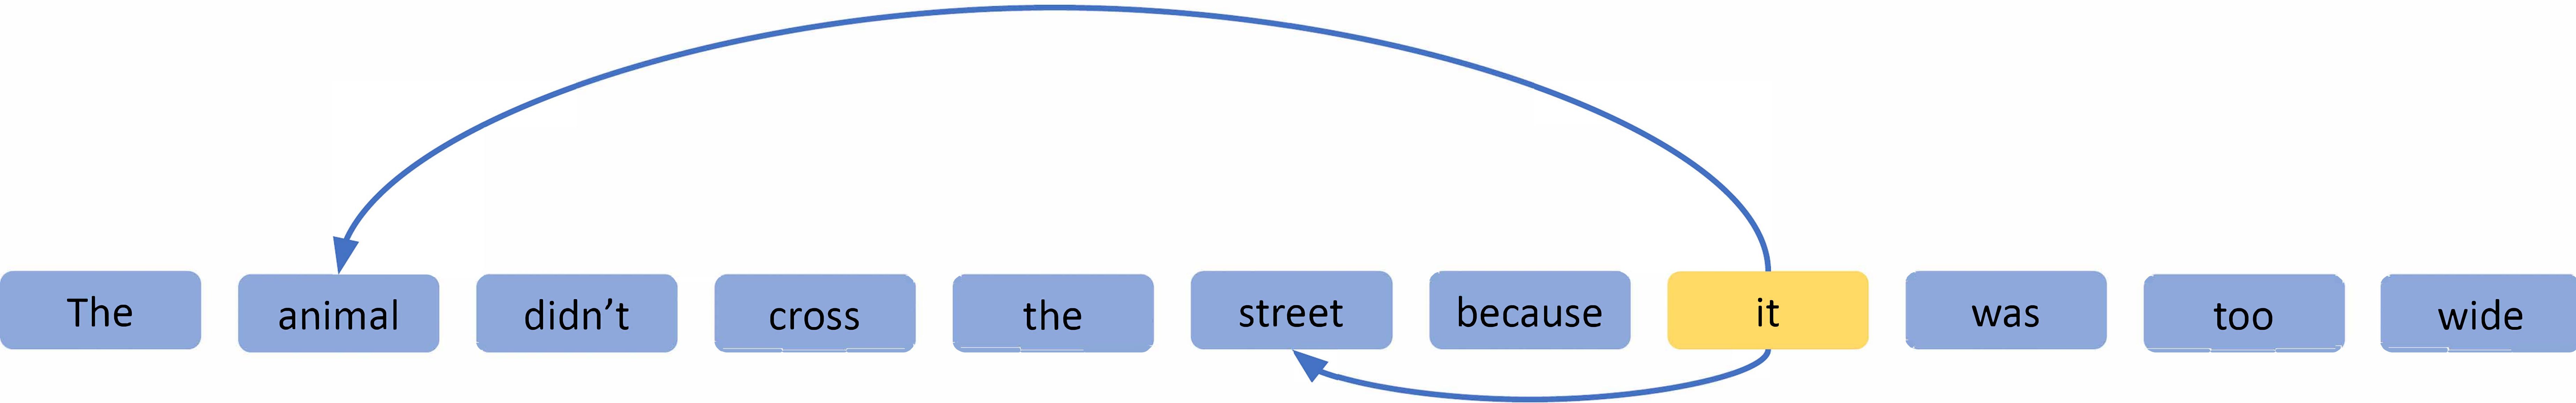 The animal didn’t cross the street because it was too wide